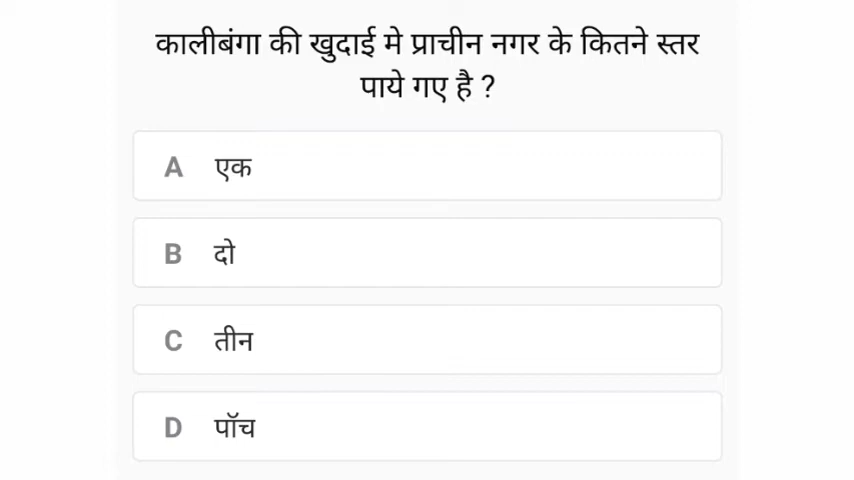 कालीबंगा की खुदाई मे प्राचीन नगर के कितने स्तर
पाये गए है ?
A एक
B दो
C तीन
D पाॅच